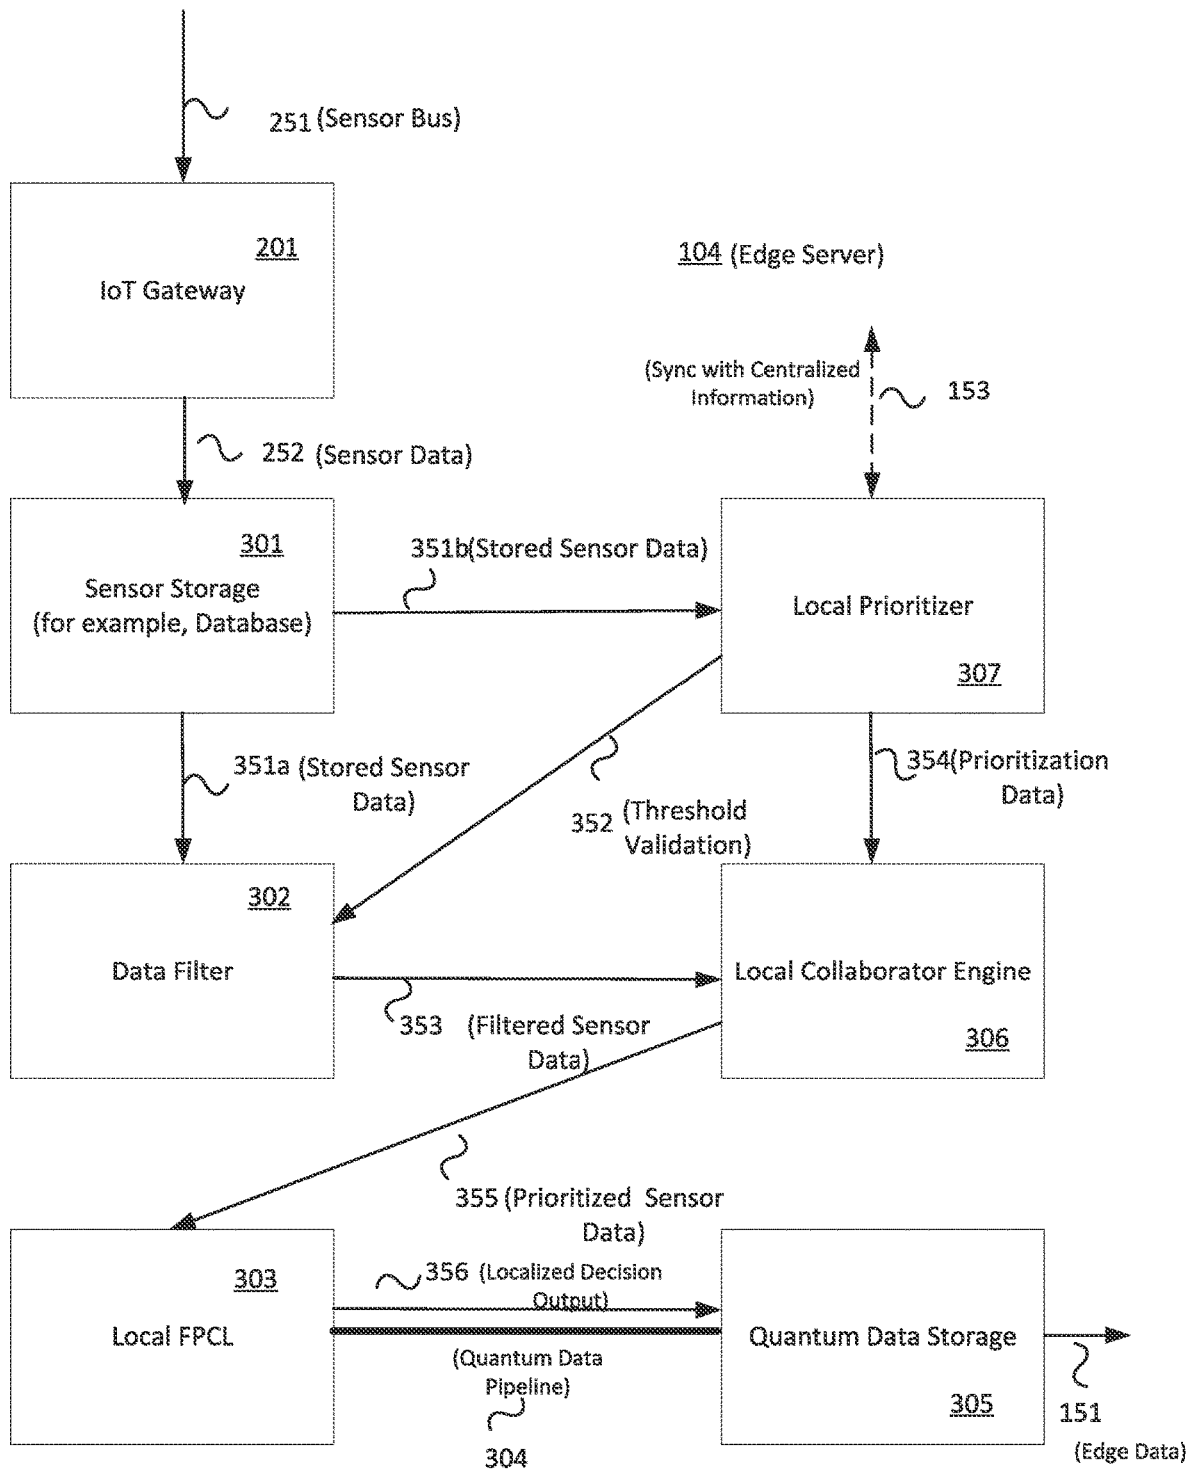 251 (Sensor Bus)
201
IoT Gateway
104 (Edge Server)
(Sync with Centralized
Information)
153
252 (Sensor Data)
301
Sensor Storage
(for example, Database)
351b(Stored Sensor Data)
Local Prioritizer
307
351a (Stored Sensor
Data)
352 (Threshold
Validation)
354(Prioritization
Data)
302
Data Filter
353 (Filtered Sensor
Data)
Local Collaborator Engine
306
355 (Prioritized Sensor
Data)
303
Local FPCL
356 (Localized Decision
Output)
(Quantum Data
Pipeline)
304
Quantum Data Storage
305
151
(Edge Data)